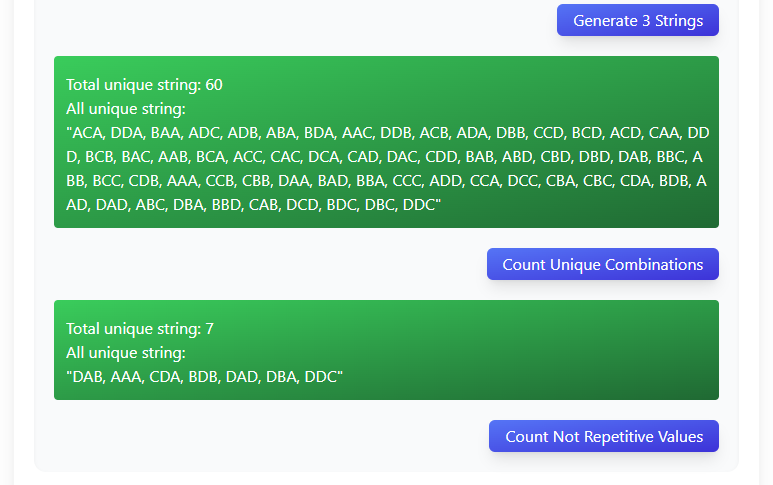 Generate 3 Strings
Total unique string: 60
All unique string:
"ACA, DDA, BAA, ADC, ADB, ABA, BDA, AAC, DDB, ACB, ADA, DBB, CCD, BCD, ACD, CAA, DD
D, BCB, BAC, AAB, BCA, ACC, CAC, DCA, CAD, DAC, CDD, BAB, ABD, CBD, DBD, DAB, BBC, A
BB, BCC, CDB, AAA, CCB, CBB, DAA, BAD, BBA, CCC, ADD, CCA, DCC, CBA, CBC, CDA, BDB, A
AD, DAD, ABC, DBA, BBD, CAB, DCD, BDC, DBC, DDC"
Count Unique Combinations
Total unique string: 7
All unique string:
"DAB, AAA, CDA, BDB, DAD, DBA, DDC"
Count Not Repetitive Values